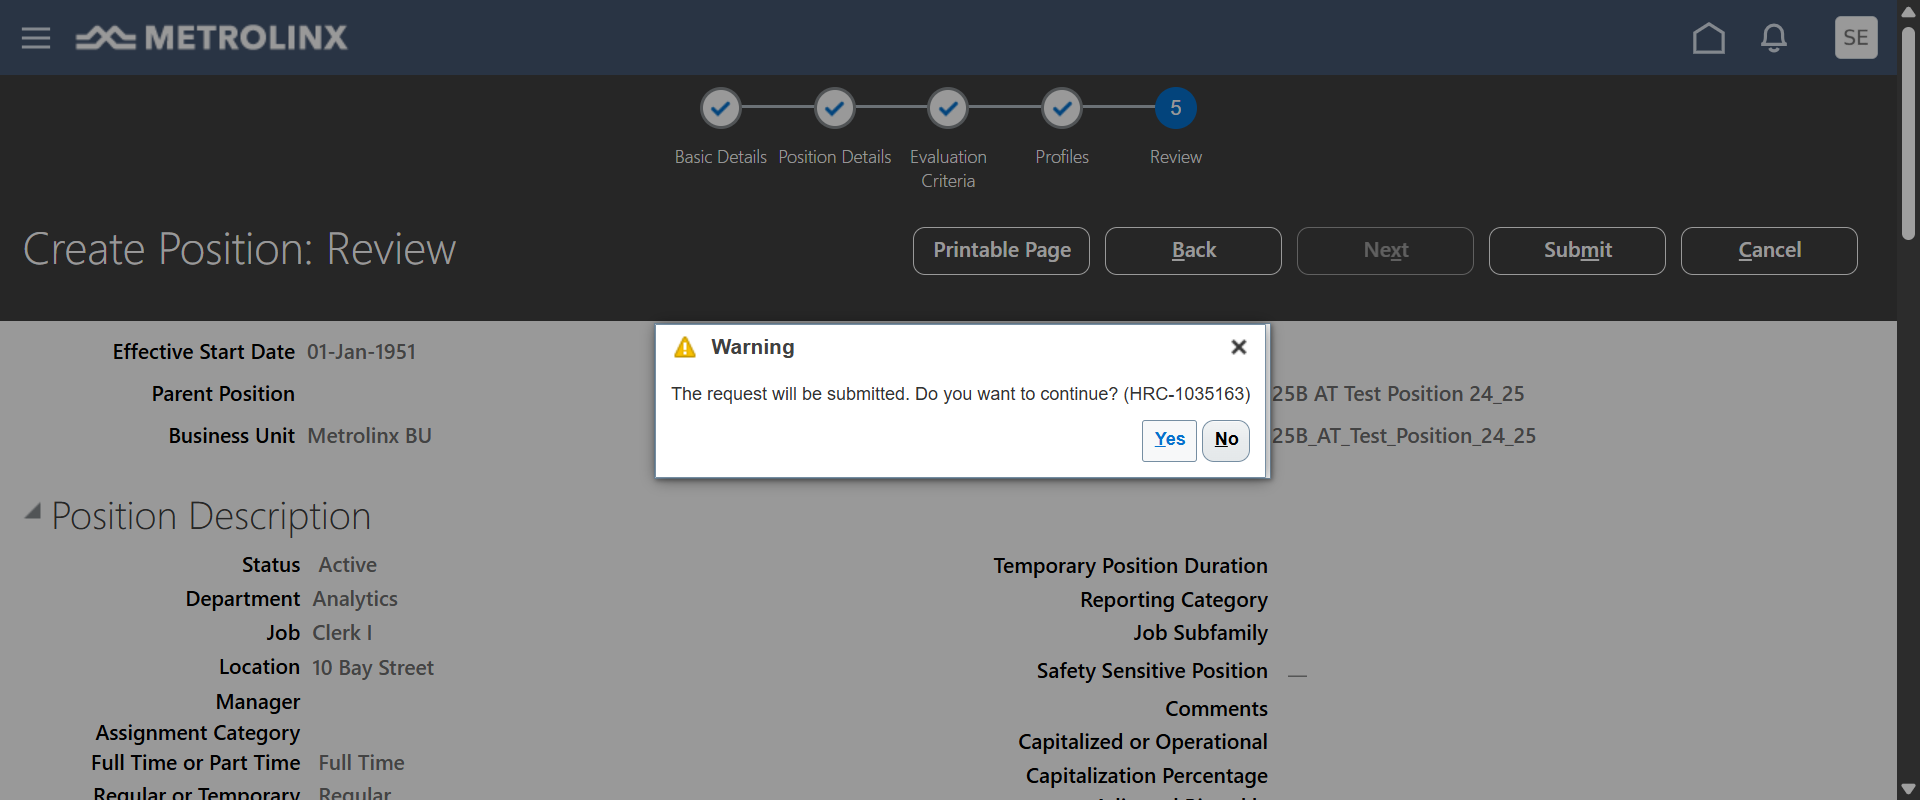 METROLINX
SE
5
Basic Details
Position Details
Evaluation
Criteria
Profiles
Review
Create Position: Review
Printable Page
Back
Next
Submit
Cancel
Effective Start Date 01-Jan-1951
Parent Position
Business Unit Metrolinx BU
25B AT Test Position 24_25
25B_AT_Test_Position_24_25
Warning
The request will be submitted. Do you want to continue? (HRC-1035163)
Yes
No
Position Description
Status Active
Department Analytics
Job Clerk I
Location 10 Bay Street
Manager
Assignment Category
Full Time or Part Time Full Time
Regular or Temporary Regular
Temporary Position Duration
Reporting Category
Job Subfamily
Safety Sensitive Position
Comments
Capitalized or Operational
Capitalization Percentage